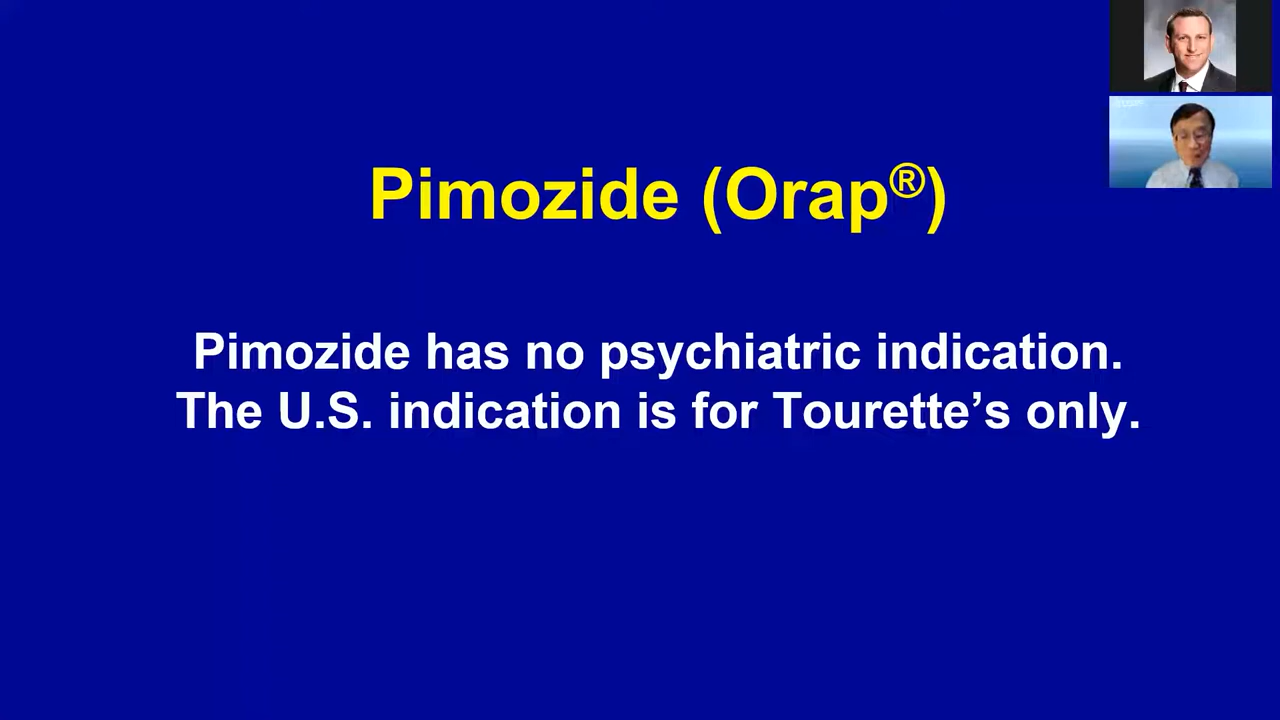 Pimozide (Orap®)
Pimozide has no psychiatric indication.
The U.S. indication is for Tourette’s only.